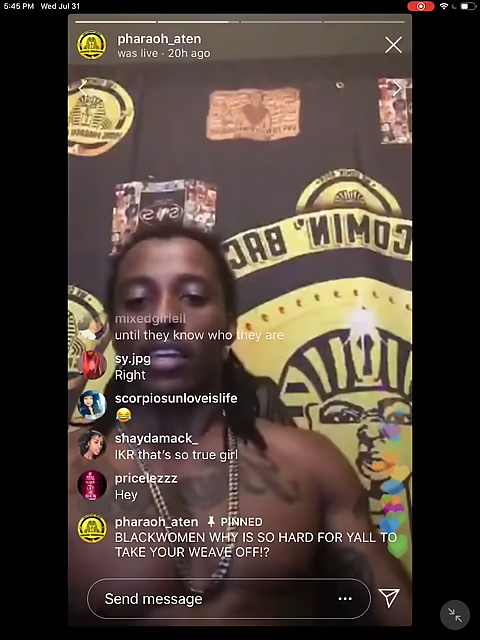 5:45 PM Wed Jul 31
pharaoh_aten
was live · 20h ago
COMIN' BAC
mixedgirlell
until they know who they are
sy.jpg
Right
scorpiosunloveislife
😂
shaydamack_
IKR that's so true girl
pricelezzz
Hey
pharaoh_aten PINNED
BLACKWOMEN WHY IS SO HARD FOR YALL TO
TAKE YOUR WEAVE OFF!?
Send message